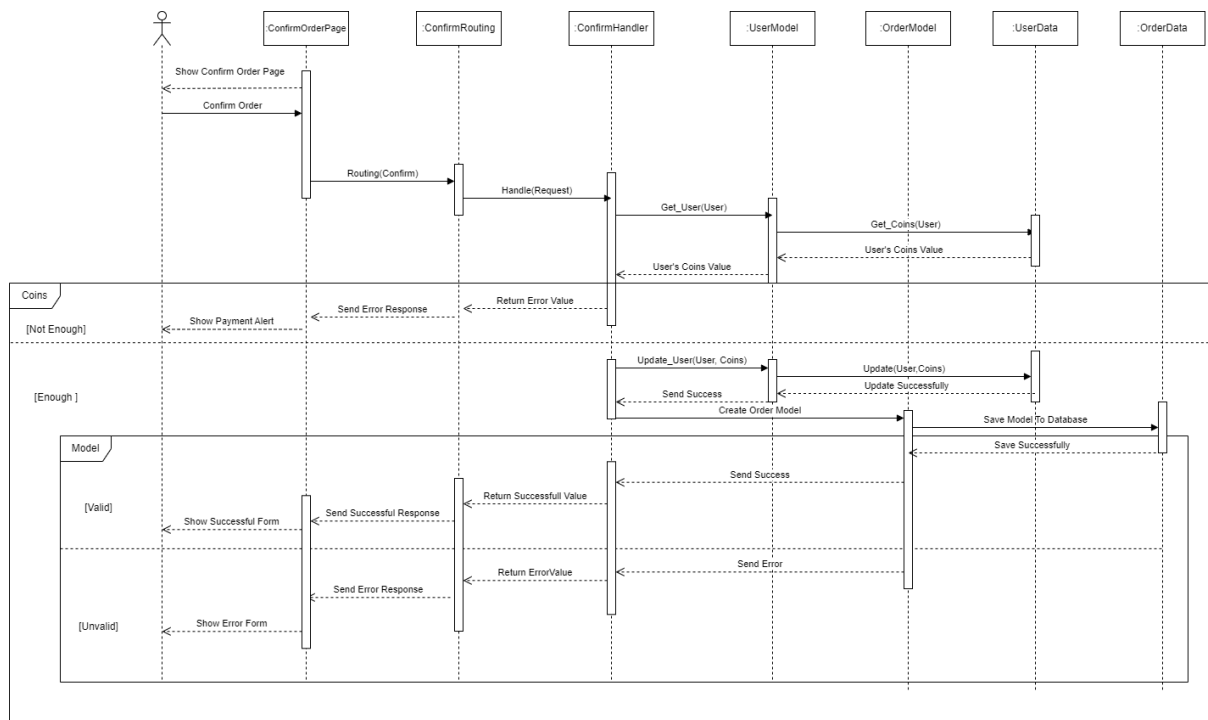 :ConfirmOrderPage
:ConfirmRouting
:ConfirmHandler
:UserModel
:OrderModel
:UserData
:OrderData
Show Confirm Order Page
Confirm Order
Routing(Confirm)
Handle(Request)
Get_User(User)
Get_Coins(User)
User's Coins Value
User's Coins Value
Coins
Return Error Value
Send Error Response
Show Payment Alert
[Not Enough]
Update_User(User, Coins)
Update(User,Coins)
Update Successfully
Send Success
[Enough ]
Create Order Model
Save Model To Database
Model
Save Successfully
Send Success
Return Successfull Value
[Valid]
Send Successful Response
Show Successful Form
Send Error
Return ErrorValue
Send Error Response
Show Error Form
[Unvalid]